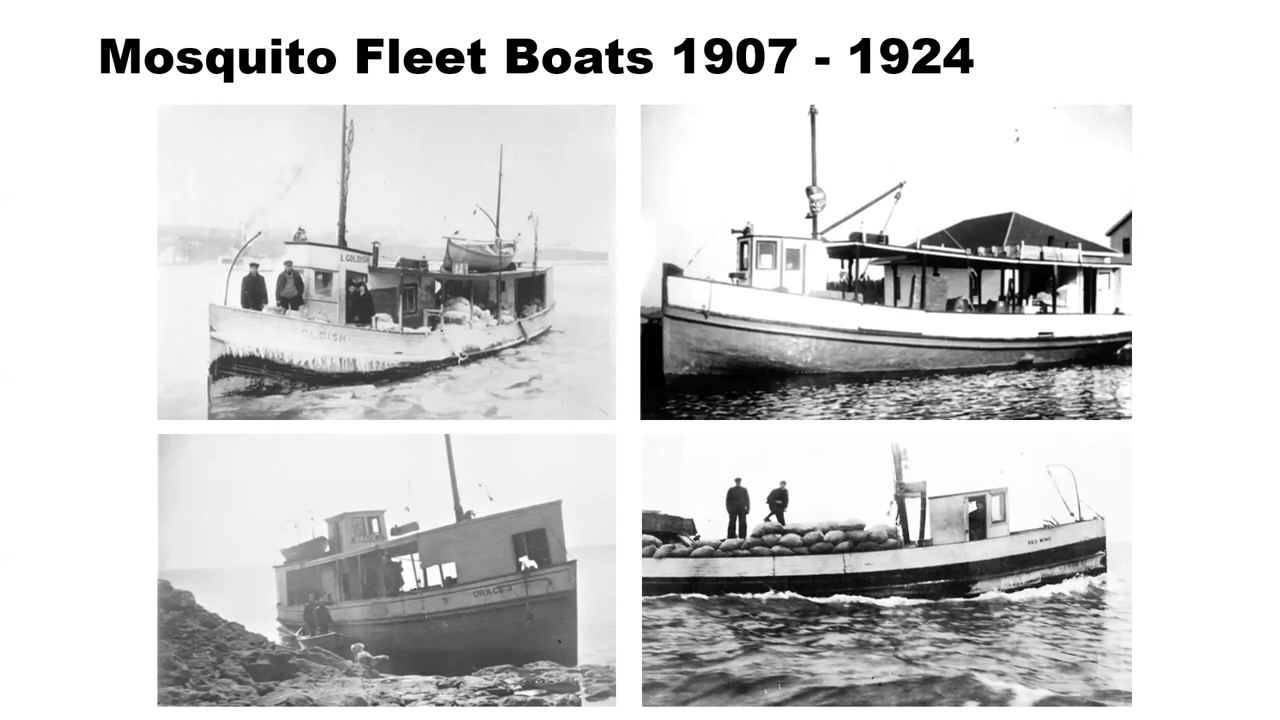 Mosquito Fleet Boats 1907 - 1924
L.GOLDISH
GOLDISH
GRACE J
RED WING